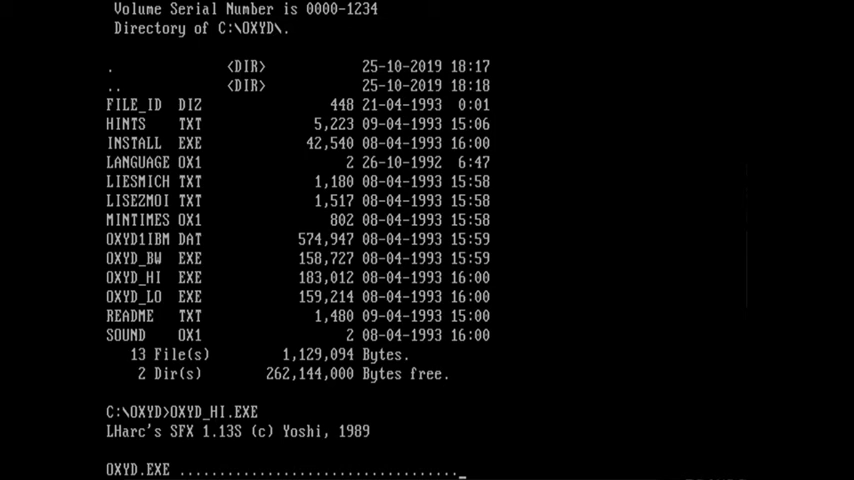 Volume Serial Number is 0000-1234
Directory of C:\OXYD\.
.              <DIR>            25-10-2019 18:17
..             <DIR>            25-10-2019 18:18
FILE_ID  DIZ               448 21-04-1993  0:01
HINTS    TXT             5,223 09-04-1993 15:06
INSTALL  EXE            42,540 08-04-1993 16:00
LANGUAGE OX1                 2 26-10-1992  6:47
LIESMICH TXT             1,180 08-04-1993 15:58
LISEZMOI TXT             1,517 08-04-1993 15:58
MINTIMES OX1               802 08-04-1993 15:58
OXYD1IBM DAT           574,947 08-04-1993 15:59
OXYD_BW  EXE           158,727 08-04-1993 15:59
OXYD_HI  EXE           183,012 08-04-1993 16:00
OXYD_LO  EXE           159,214 08-04-1993 16:00
README   TXT             1,480 09-04-1993 15:00
SOUND    OX1                 2 08-04-1993 16:00
13 File(s)       1,129,094 Bytes.
2 Dir(s)      262,144,000 Bytes free.
C:\OXYD>OXYD_HI.EXE
LHarc's SFX 1.13S (c) Yoshi, 1989
OXYD.EXE ..................................._